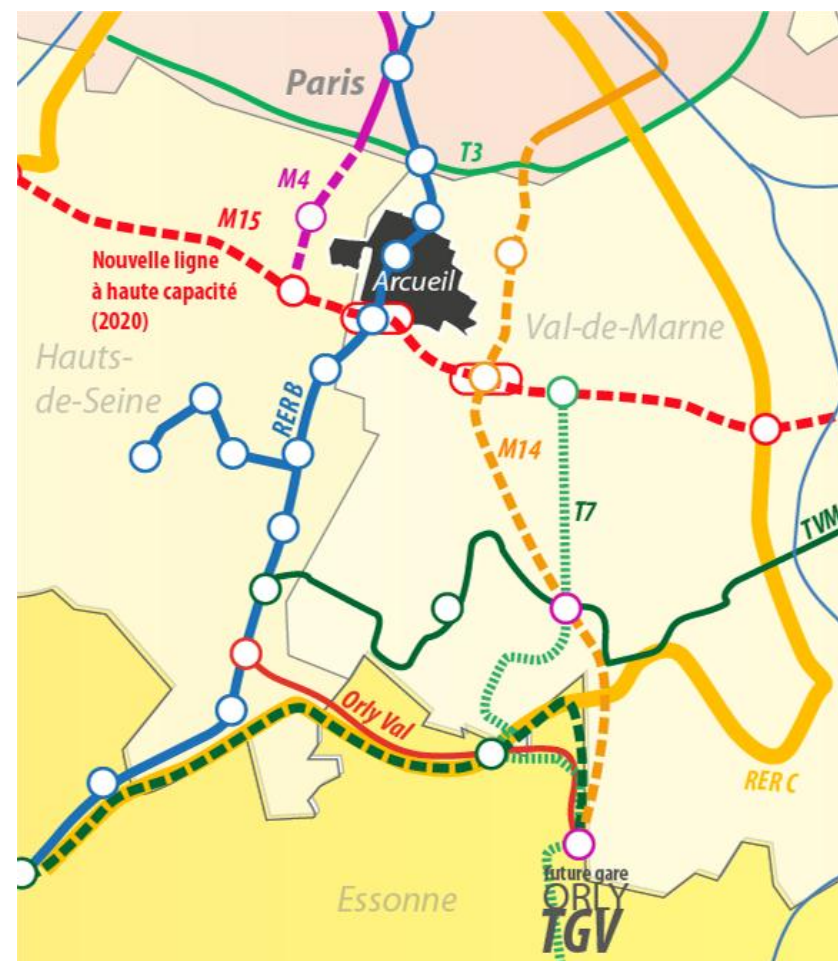 Paris
T3
M4
M15
Nouvelle ligne
à haute capacité
(2020)
Arcueil
Val-de-Marne
Hauts-
de-Seine
RER B
M14
T7
TVM
Orly Val
RER C
Essonne
future gare
ORLY
TGV